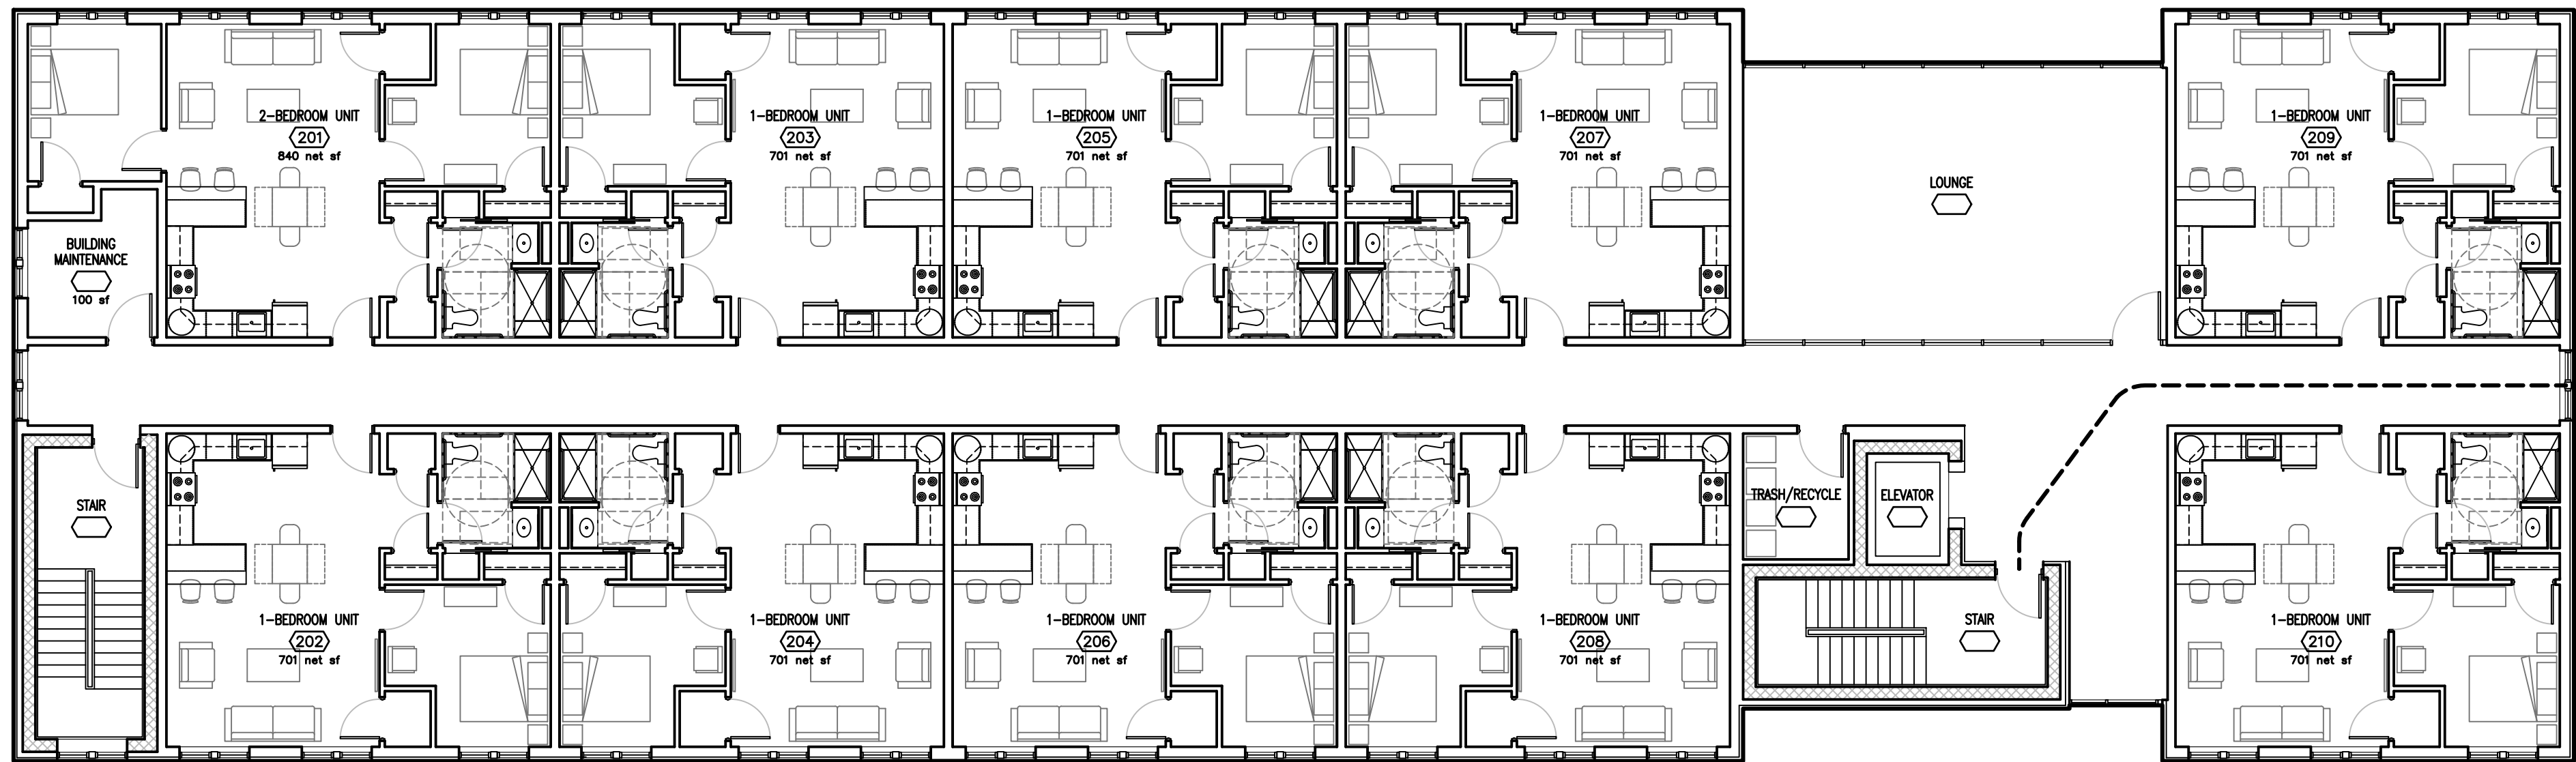 2-BEDROOM UNIT
201
840 net sf
1-BEDROOM UNIT
203
701 net sf
1-BEDROOM UNIT
205
701 net sf
1-BEDROOM UNIT
207
701 net sf
LOUNGE
1-BEDROOM UNIT
209
701 net sf
BUILDING
MAINTENANCE
100 sf
STAIR
1-BEDROOM UNIT
202
701 net sf
1-BEDROOM UNIT
204
701 net sf
1-BEDROOM UNIT
206
701 net sf
1-BEDROOM UNIT
208
701 net sf
TRASH/RECYCLE
ELEVATOR
STAIR
1-BEDROOM UNIT
210
701 net sf